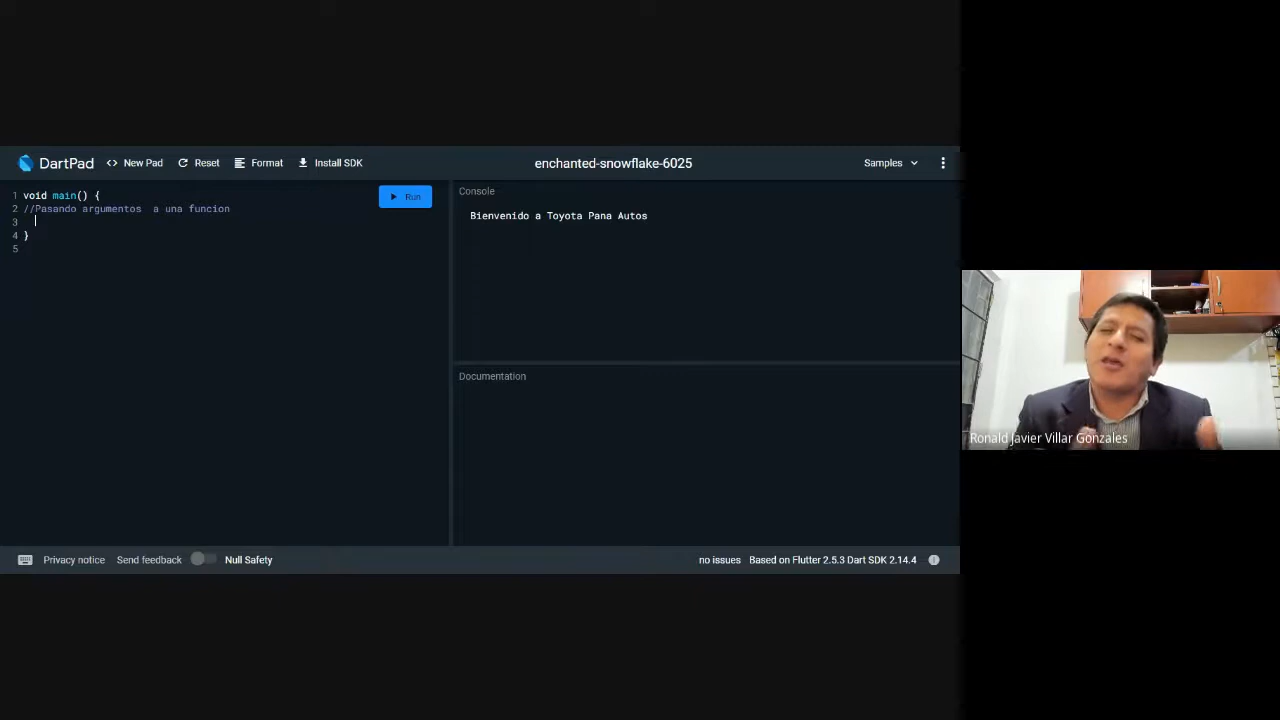 DartPad <> New Pad Reset Format Install SDK enchanted-snowflake-6025 Samples
1 void main() {
2 //Pasando argumentos  a una funcion
3
4 }
5
Run
Console
Bienvenido a Toyota Pana Autos
Documentation
Ronald Javier Villar Gonzales
Privacy notice Send feedback Null Safety no issues Based on Flutter 2.5.3 Dart SDK 2.14.4